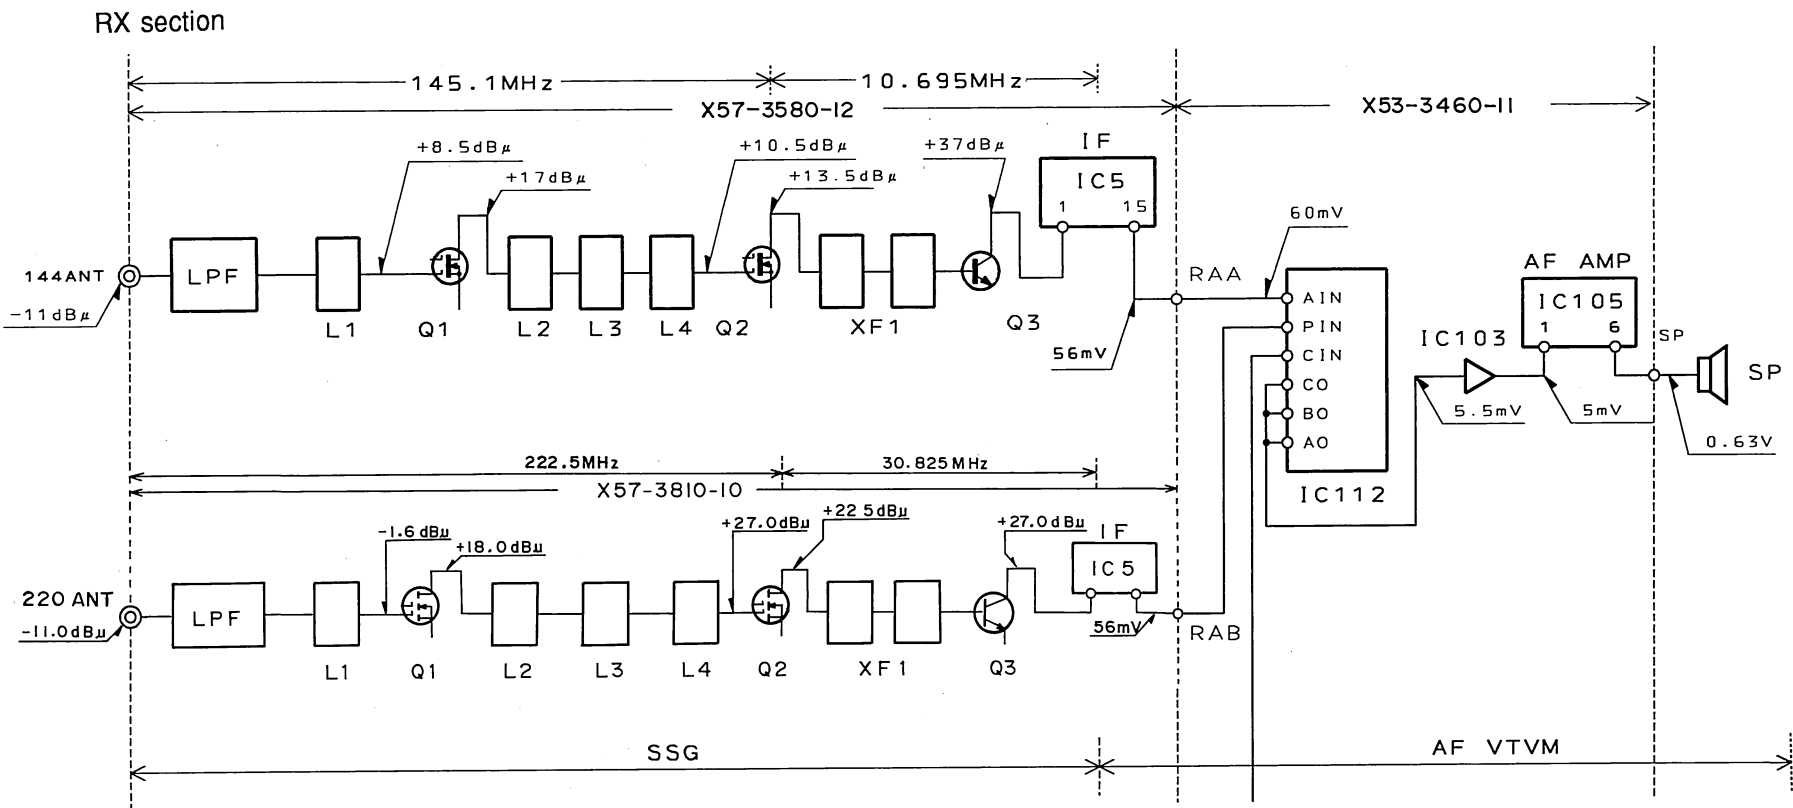 RX section
145.1MHz 10.695MHz
X57-3580-12 X53-3460-11
+8.5dBμ +10.5dBμ +37dBμ IF
+17dBμ +13.5dBμ IC5
1 15 60mV
144ANT LPF RAA AIN AF AMP
-11dBμ IC105
L1 Q1 L2 L3 L4 Q2 XF1 Q3 PIN 1 6
56mV CIN IC103 SP
CO SP
BO 5.5mV 5mV
AO 0.63V
222.5MHz 30.825MHz
X57-3810-10 IC112
-1.6dBμ +18.0dBμ +27.0dBμ +22 5dBμ +27.0dBμ IF
IC5
220 ANT LPF
-11.0dBμ 56mV RAB
L1 Q1 L2 L3 L4 Q2 XF1 Q3
SSG AF VTVM